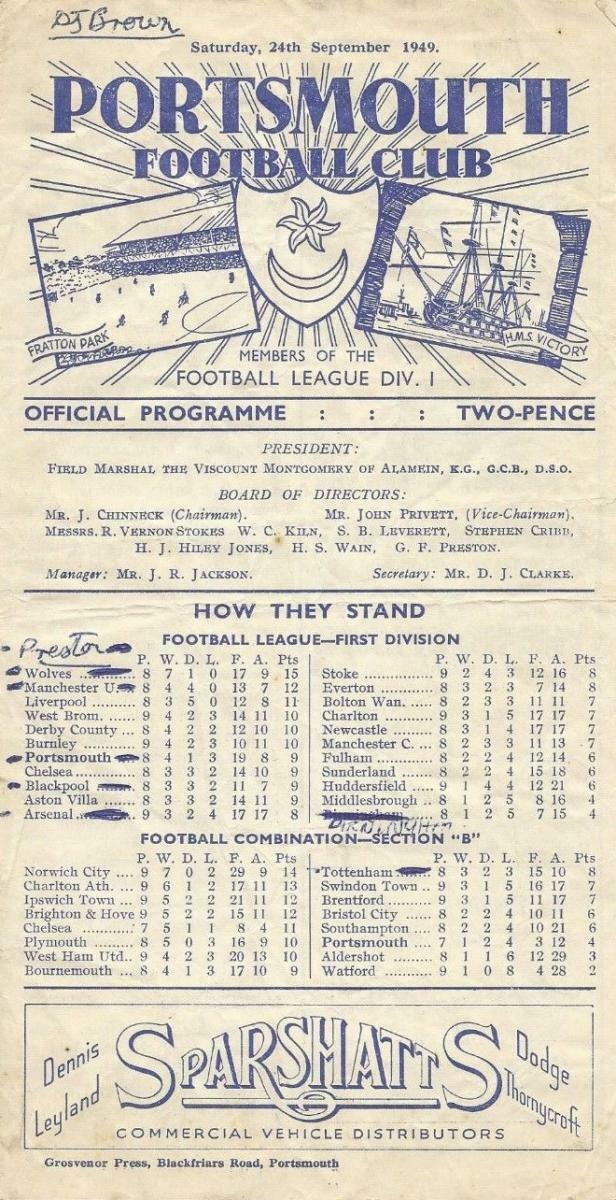 DJ Brown
Saturday, 24th September 1949.
PORTSMOUTH
FOOTBALL CLUB
FRATTON PARK
H.M.S. VICTORY
MEMBERS OF THE
FOOTBALL LEAGUE DIV. 1
OFFICIAL PROGRAMME : : : TWO-PENCE
PRESIDENT:
FIELD MARSHAL THE VISCOUNT MONTGOMERY OF ALAMEIN, K.G., G.C.B., D.S.O.
BOARD OF DIRECTORS:
MR. J. CHINNECK (Chairman). MR. JOHN PRIVETT, (Vice-Chairman).
MESSRS. R. VERNON STOKES W. C. KILN, S. B. LEVERETT, STEPHEN CRIBB,
H. J. HILEY JONES, H. S. WAIN, G. F. PRESTON.
Manager: MR. J. R. JACKSON. Secretary: MR. D. J. CLARKE.
HOW THEY STAND
FOOTBALL LEAGUE—FIRST DIVISION
Preston
P. W. D. L. F. A. Pts
Wolves 8 7 1 0 17 9 15
Manchester U. 8 4 4 0 13 7 12
Liverpool ........ 8 3 5 0 12 8 11
West Brom. ...... 9 4 2 3 14 11 10
Derby County ... 8 4 2 2 12 10 10
Burnley ........... 9 4 2 3 10 11 10
Portsmouth 8 4 1 3 19 8 9
Chelsea............. 8 3 3 2 14 10 9
Blackpool 8 3 3 2 11 7 9
Aston Villa ...... 8 3 3 2 14 11 9
Arsenal 9 3 2 4 17 17 8
P. W. D. L. F. A. Pts
Stoke ............... 9 2 4 3 12 16 8
Everton ............ 8 3 2 3 7 14 8
Bolton Wan. ..... 8 2 3 3 11 11 7
Charlton ........... 9 3 1 5 17 17 7
Newcastle ......... 8 3 1 4 17 17 7
Manchester C. ... 8 2 3 3 11 13 7
Fulham ............. 8 2 2 4 12 14 6
Sunderland ....... 8 2 2 4 15 18 6
Huddersfield ..... 9 1 4 4 12 21 6
Middlesbrough .. 8 1 2 5 8 16 4
Birmingham 8 1 2 5 7 15 4
FOOTBALL COMBINATION—SECTION "B"
P. W. D. L. F. A. Pts
Norwich City .... 9 7 0 2 29 9 14
Charlton Ath. ... 9 6 1 2 17 11 13
Ipswich Town ... 9 5 2 2 21 11 12
Brighton & Hove 9 5 2 2 15 11 12
Chelsea ............ 7 5 1 1 8 4 11
Plymouth ......... 8 5 0 3 16 9 10
West Ham Utd.. 9 4 2 3 20 13 10
Bournemouth ... 8 4 1 3 17 10 9
P. W. D. L. F. A. Pts
Tottenham 8 3 2 3 15 10 8
Swindon Town .. 9 3 1 5 16 17 7
Brentford .......... 9 3 1 5 11 17 7
Bristol City ....... 8 2 2 4 10 11 6
Southampton .... 8 2 2 4 10 21 6
Portsmouth .... 7 1 2 4 3 12 4
Aldershot ......... 8 1 1 6 12 29 3
Watford ............ 9 1 0 8 4 28 2
Dennis
Leyland
SPARSHATTS
Dodge
Thornycroft
COMMERCIAL VEHICLE DISTRIBUTORS
Grosvenor Press, Blackfriars Road, Portsmouth